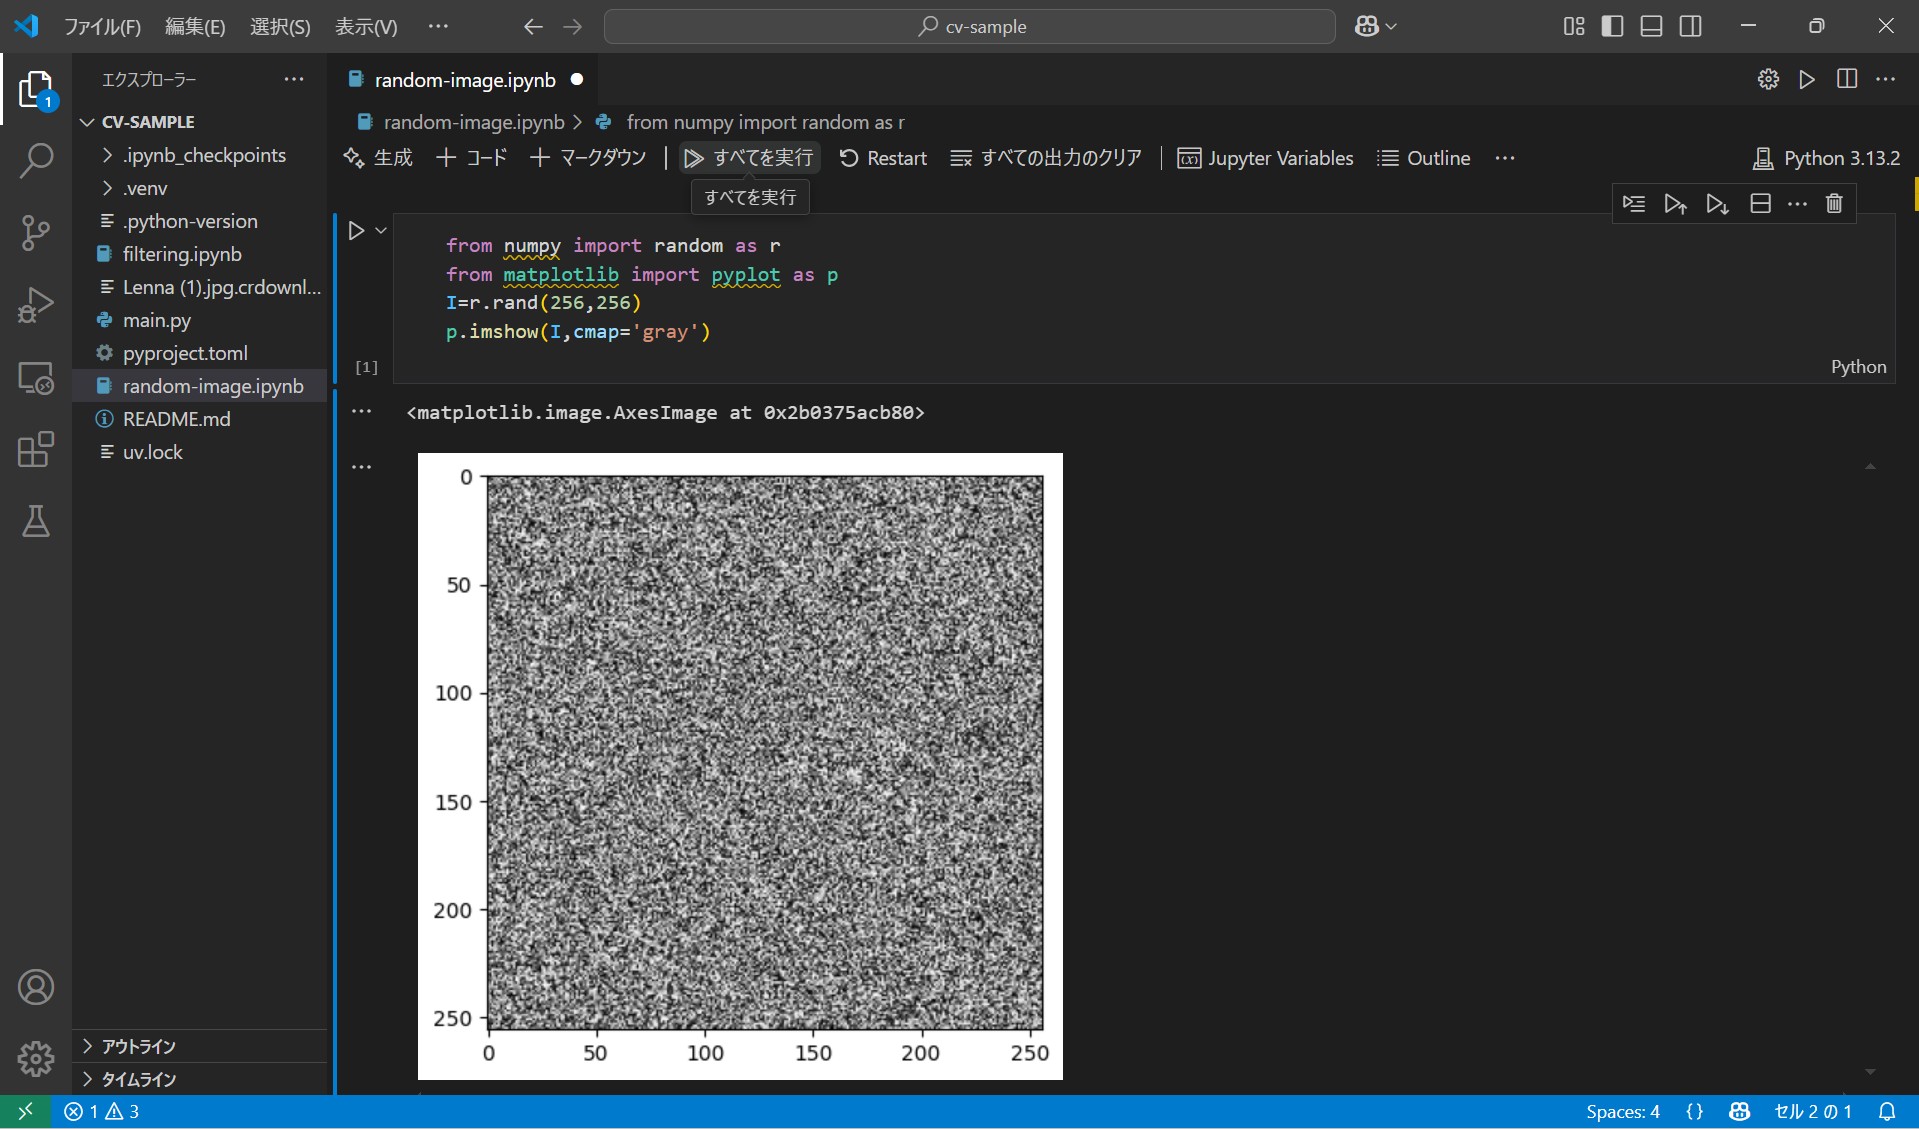 ファイル(F) 編集(E) 選択(S) 表示(V) ··· cv-sample
エクスプローラー ···
1
CV-SAMPLE
.ipynb_checkpoints
.venv
.python-version
filtering.ipynb
Lenna (1).jpg.crdownl...
main.py
pyproject.toml
random-image.ipynb
README.md
uv.lock
アウトライン
タイムライン
random-image.ipynb
random-image.ipynb > from numpy import random as r
生成 + コード + マークダウン すべてを実行 Restart すべての出力のクリア Jupyter Variables Outline ··· Python 3.13.2
すべてを実行
from numpy import random as r
from matplotlib import pyplot as p
I=r.rand(256,256)
p.imshow(I,cmap='gray')
[1]
Python
<matplotlib.image.AxesImage at 0x2b0375acb80>
0
50
100
150
200
250
0 50 100 150 200 250
1 3 Spaces: 4 {} セル 2 の 1